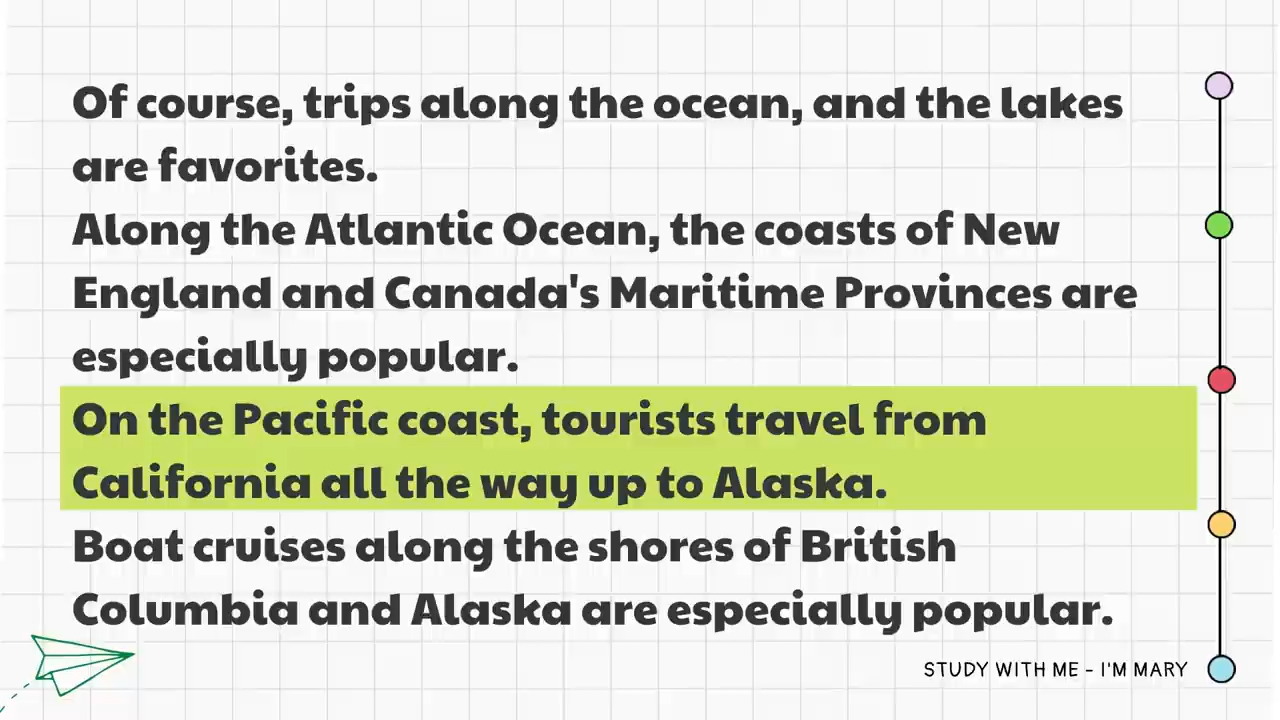 Of course, trips along the ocean, and the lakes
are favorites.
Along the Atlantic Ocean, the coasts of New
England and Canada's Maritime Provinces are
especially popular.
On the Pacific coast, tourists travel from
California all the way up to Alaska.
Boat cruises along the shores of British
Columbia and Alaska are especially popular.
STUDY WITH ME - I'M MARY